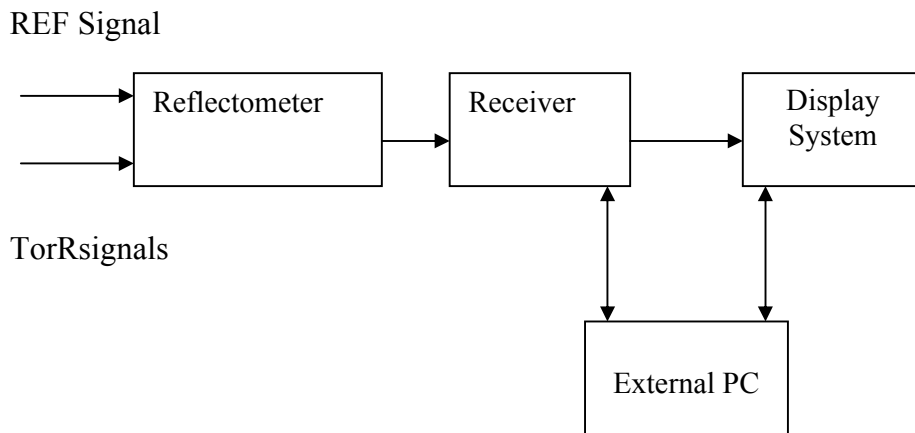 REF Signal
Reflectometer
Receiver
Display
System
TorRsignals
External PC